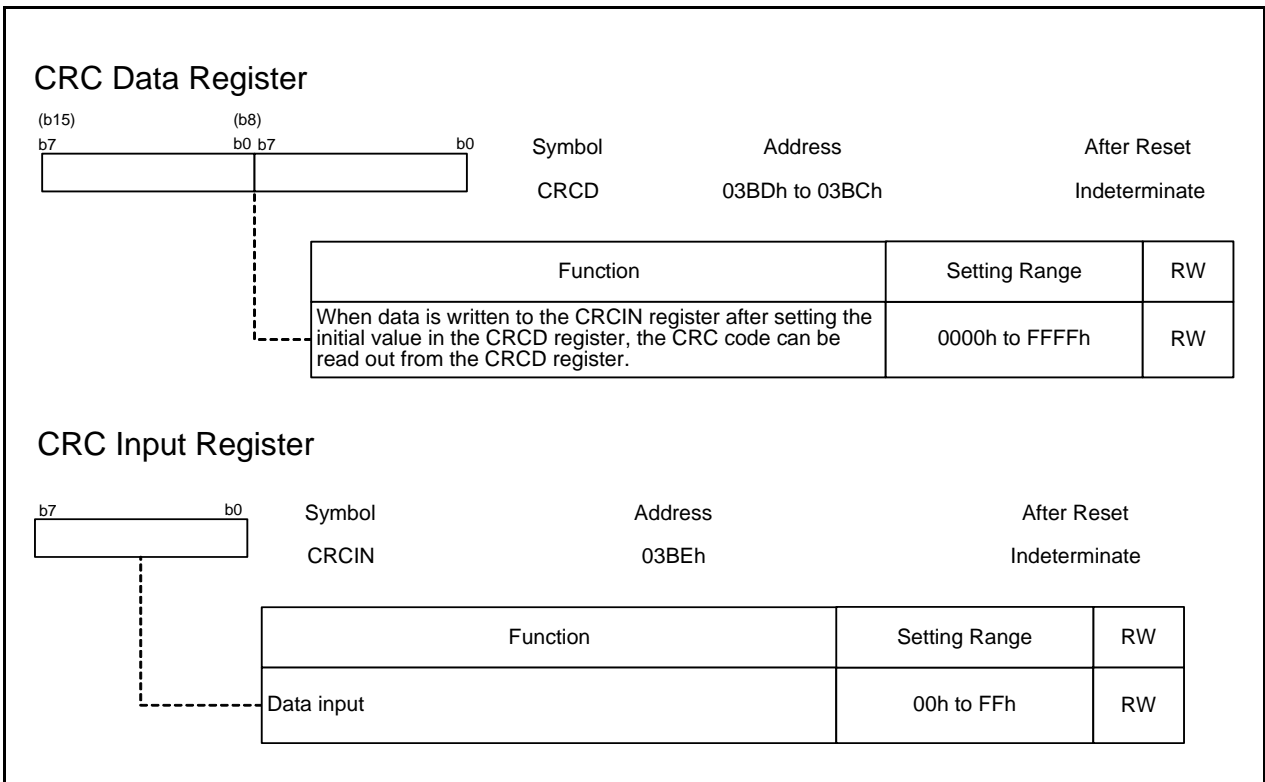 CRC Data Register
(b15) (b8)
b7 b0 b7 b0 Symbol Address After Reset
CRCD 03BDh to 03BCh Indeterminate
Function Setting Range RW
When data is written to the CRCIN register after setting the
initial value in the CRCD register, the CRC code can be
read out from the CRCD register.
0000h to FFFFh RW
CRC Input Register
b7 b0 Symbol Address After Reset
CRCIN 03BEh Indeterminate
Function Setting Range RW
Data input 00h to FFh RW